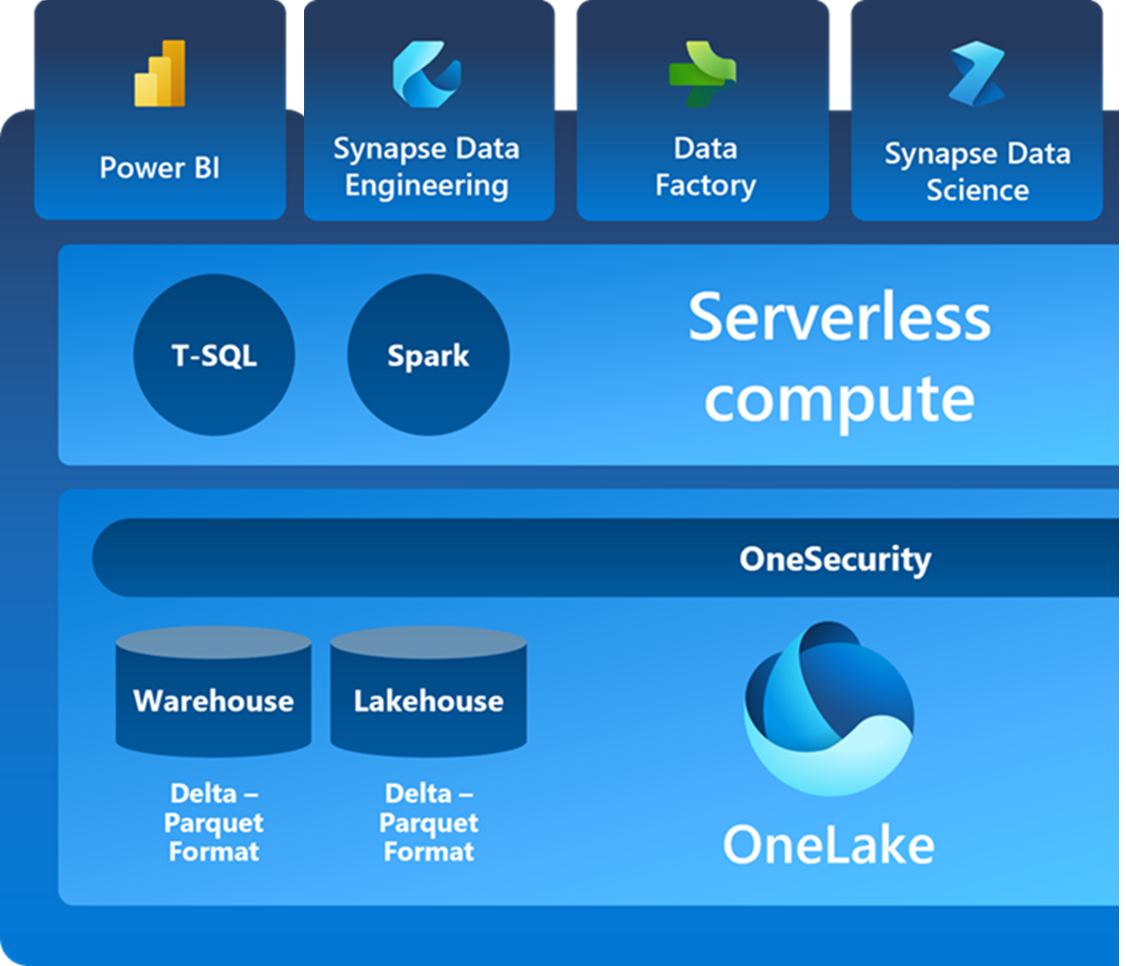 Power BI
Synapse Data
Engineering
Data
Factory
Synapse Data
Science
T-SQL
Spark
Serverless
compute
OneSecurity
Warehouse
Lakehouse
Delta –
Parquet
Format
Delta –
Parquet
Format
OneLake